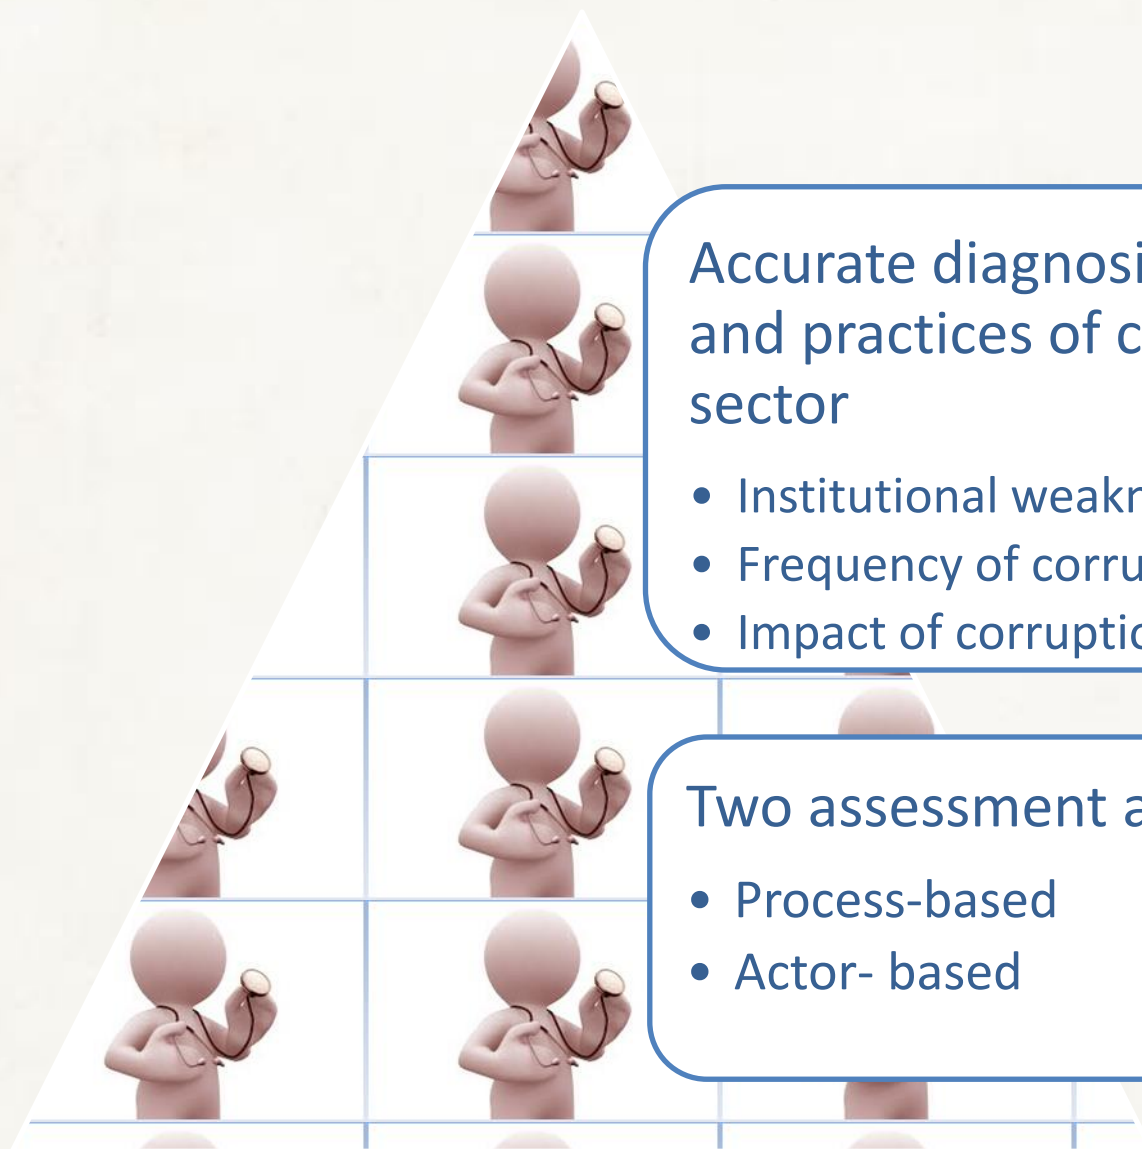 Accurate diagnosi
and practices of c
sector
• Institutional weak
• Frequency of corru
• Impact of corruptio
Two assessment a
• Process-based
• Actor- based